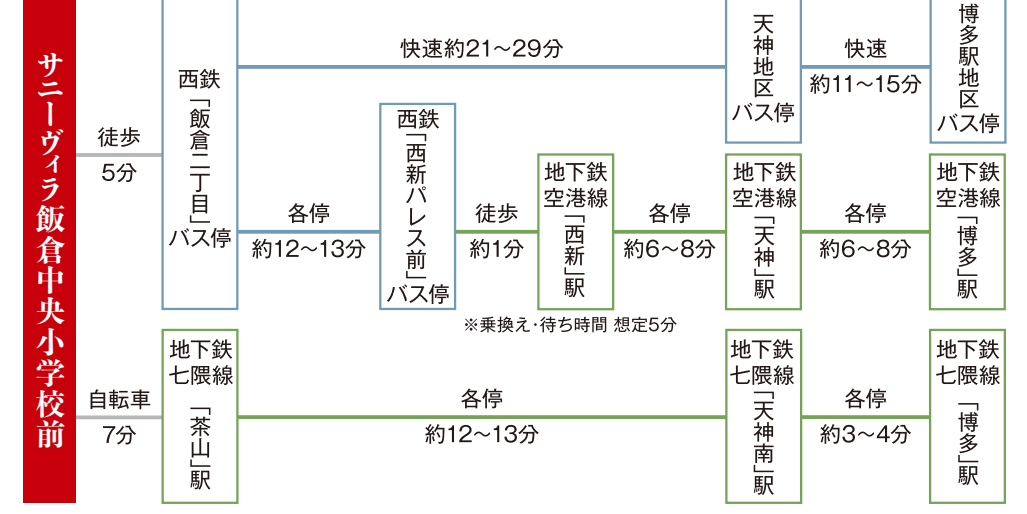 サニーヴィラ飯倉中央小学校前
徒歩
5分
西鉄
「飯倉二丁目」
バス停
快速約21～29分
天神地区
バス停
快速
約11～15分
博多駅地区
バス停
各停
約12～13分
西鉄
「西新パレス前」
バス停
徒歩
約1分
地下鉄
空港線
「西新」駅
各停
約6～8分
地下鉄
空港線
「天神」駅
各停
約6～8分
地下鉄
空港線
「博多」駅
※乗換え・待ち時間 想定5分
自転車
7分
地下鉄
七隈線
「茶山」駅
各停
約12～13分
地下鉄
七隈線
「天神南」駅
各停
約3～4分
地下鉄
七隈線
「博多」駅